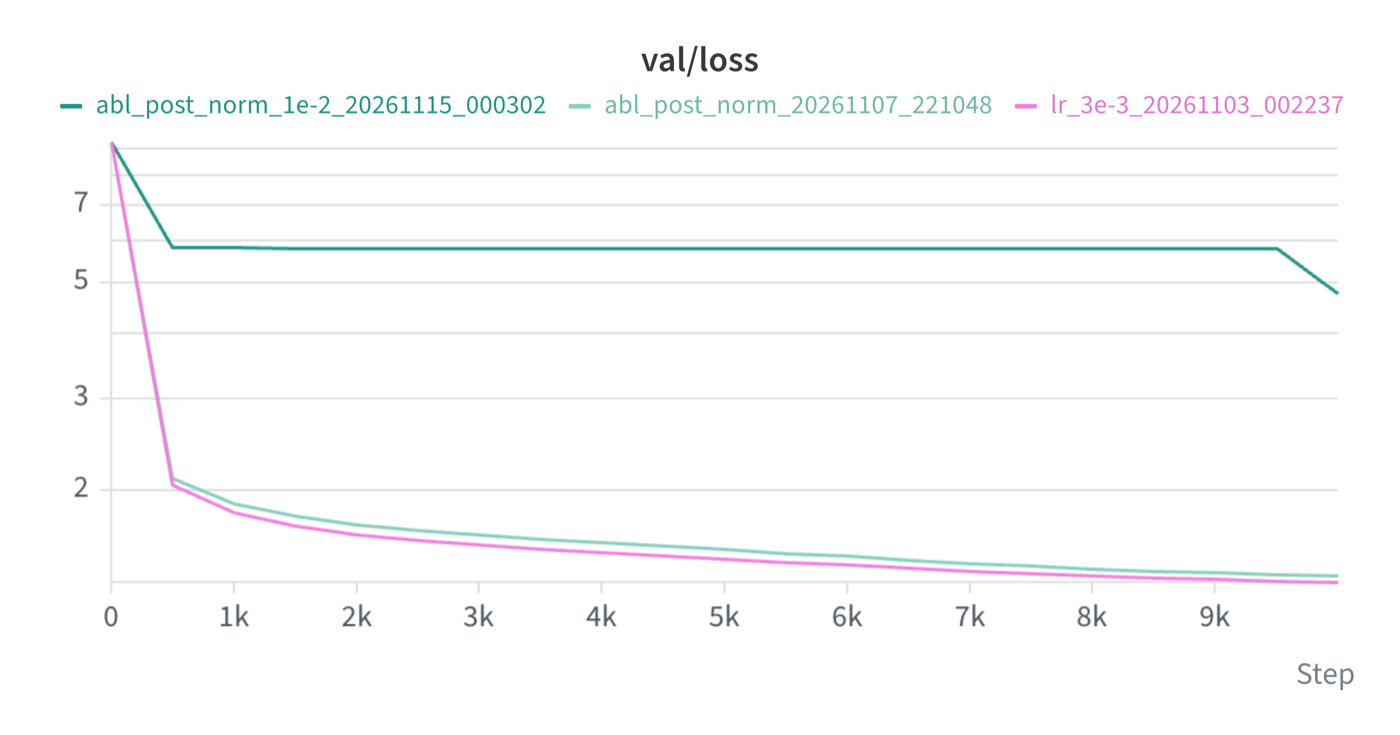 val/loss
abl_post_norm_1e-2_20261115_000302 abl_post_norm_20261107_221048 lr_3e-3_20261103_002237
7
5
3
2
0 1k 2k 3k 4k 5k 6k 7k 8k 9k
Step